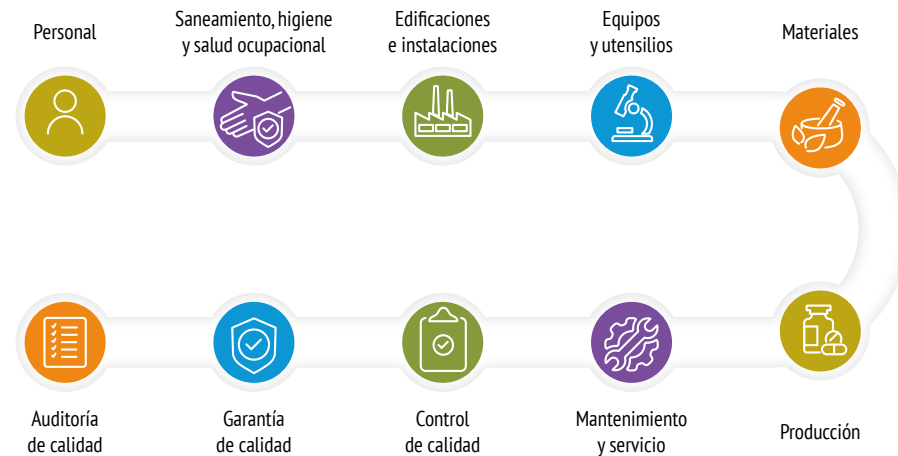 Personal
Saneamiento, higiene
y salud ocupacional
Edificaciones
e instalaciones
Equipos
y utensilios
Materiales
Auditoría
de calidad
Garantía
de calidad
Control
de calidad
Mantenimiento
y servicio
Producción